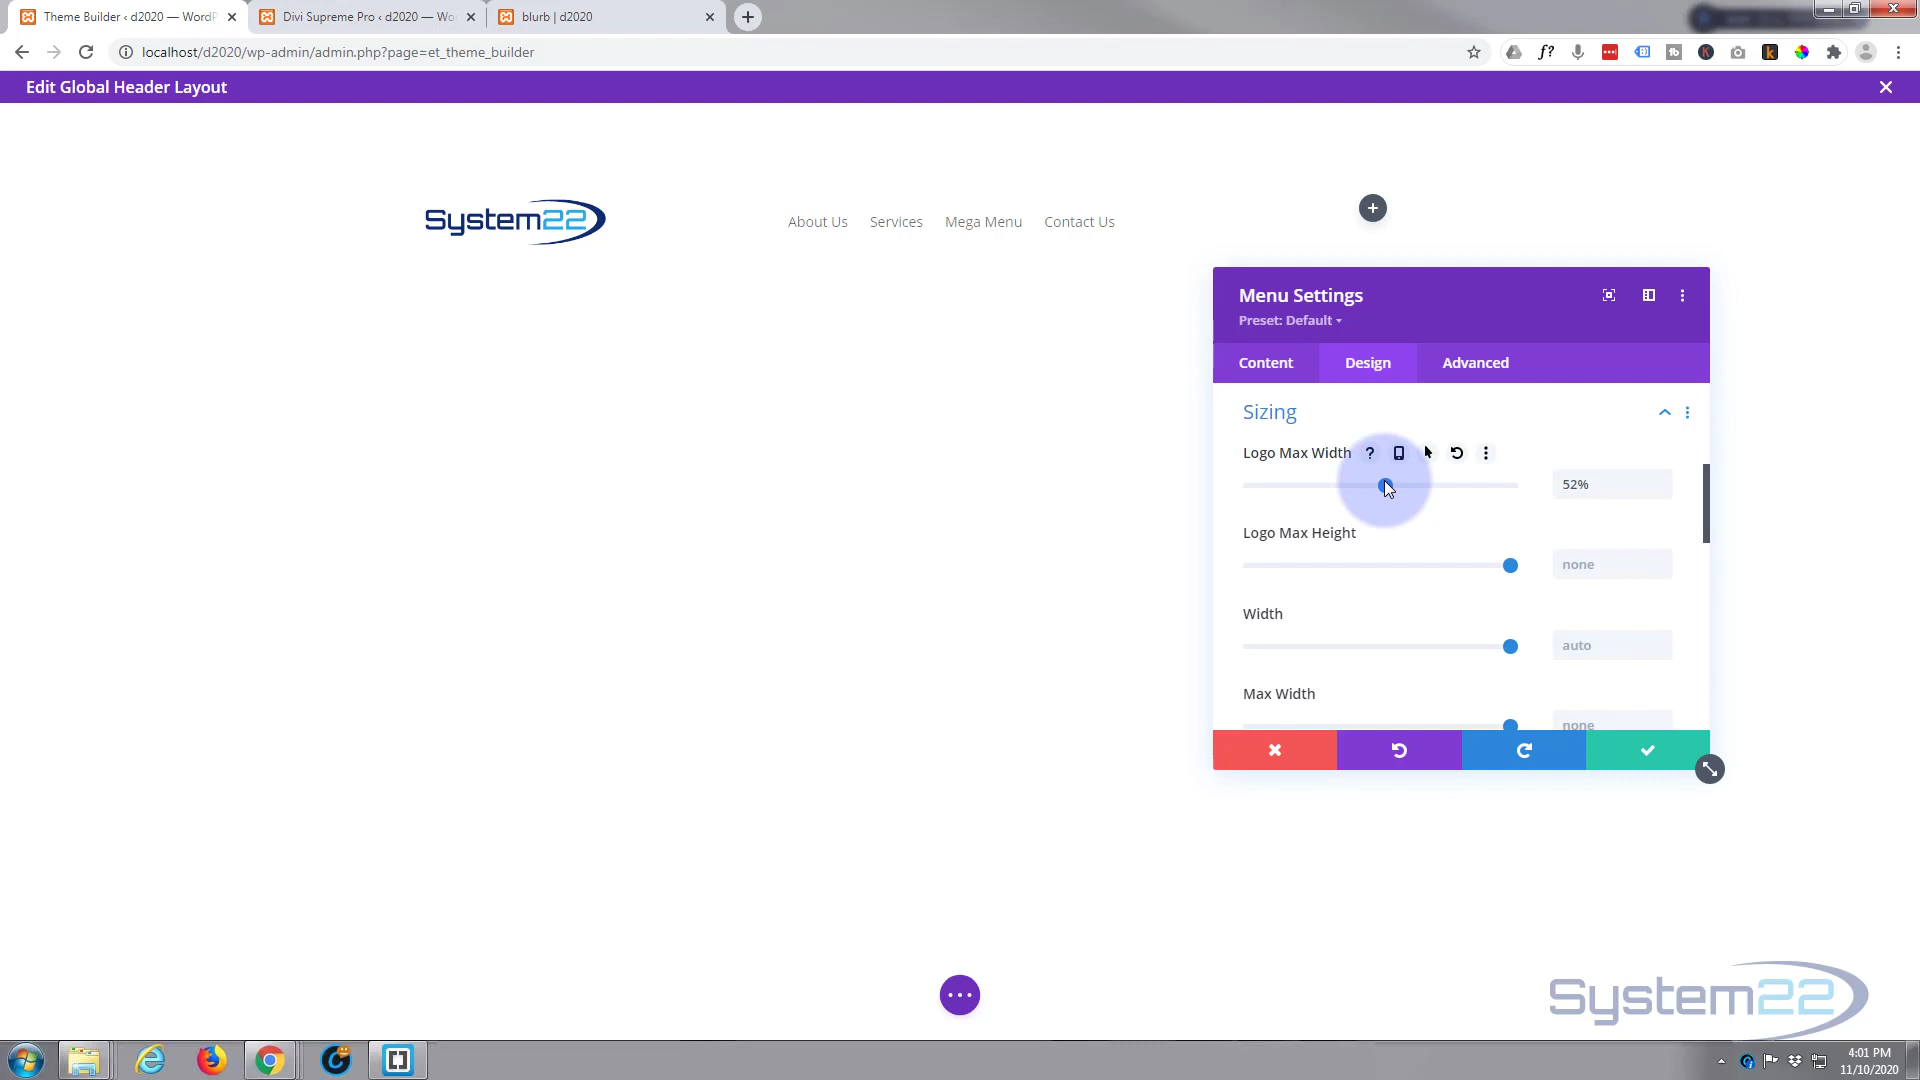 Theme Builder ‹ d2020 — WordP
Divi Supreme Pro ‹ d2020 — Wo
blurb | d2020
localhost/d2020/wp-admin/admin.php?page=et_theme_builder
Edit Global Header Layout
System22
About Us Services Mega Menu Contact Us
Menu Settings
Preset: Default
Content Design Advanced
Sizing
Logo Max Width ?
52%
Logo Max Height
none
Width
auto
Max Width
none
System22
4:01 PM
11/10/2020